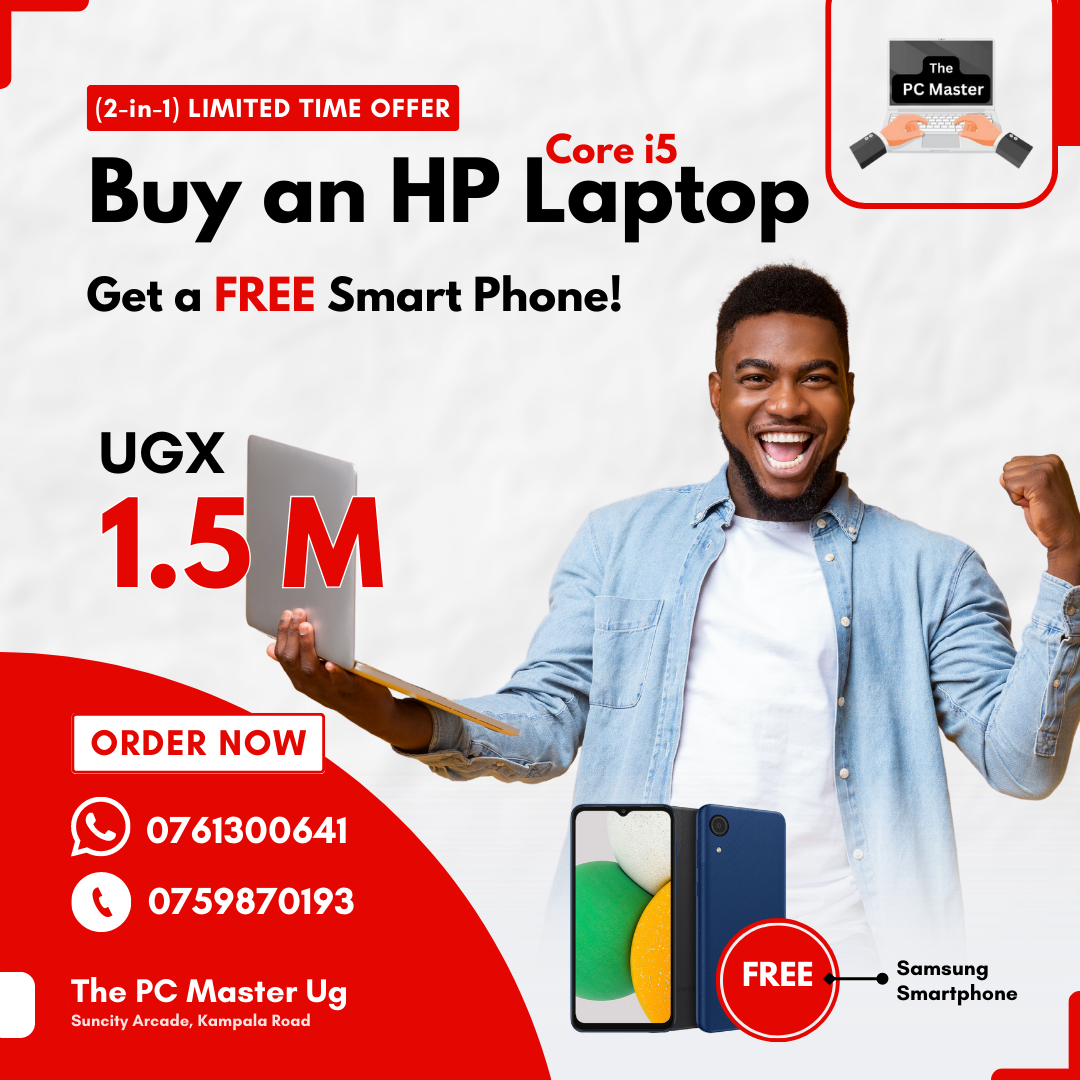 The
PC Master
(2-in-1) LIMITED TIME OFFER
Core i5
Buy an HP Laptop
Get a FREE Smart Phone!
UGX
1.5 M
ORDER NOW
0761300641
0759870193
The PC Master Ug
Suncity Arcade, Kampala Road
FREE
Samsung
Smartphone